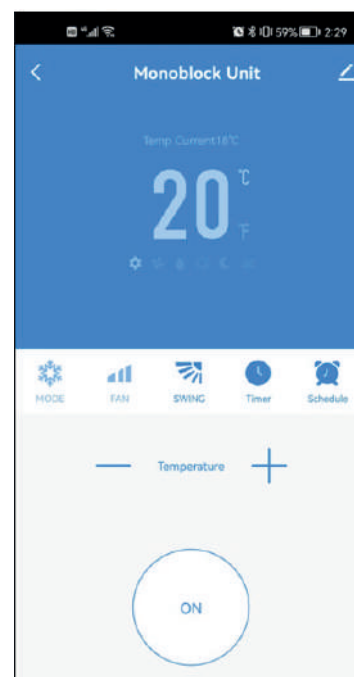 59% 2:29
Monoblock Unit
Temp Current18℃
20 ℃
°F
MODE FAN SWING Timer Schedule
— Temperature +
ON